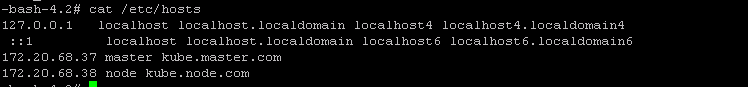 -bash-4.2# cat /etc/hosts
127.0.0.1   localhost localhost.localdomain localhost4 localhost4.localdomain4
::1         localhost localhost.localdomain localhost6 localhost6.localdomain6
172.20.68.37 master kube.master.com
172.20.68.38 node kube.node.com
-bash-4.2#